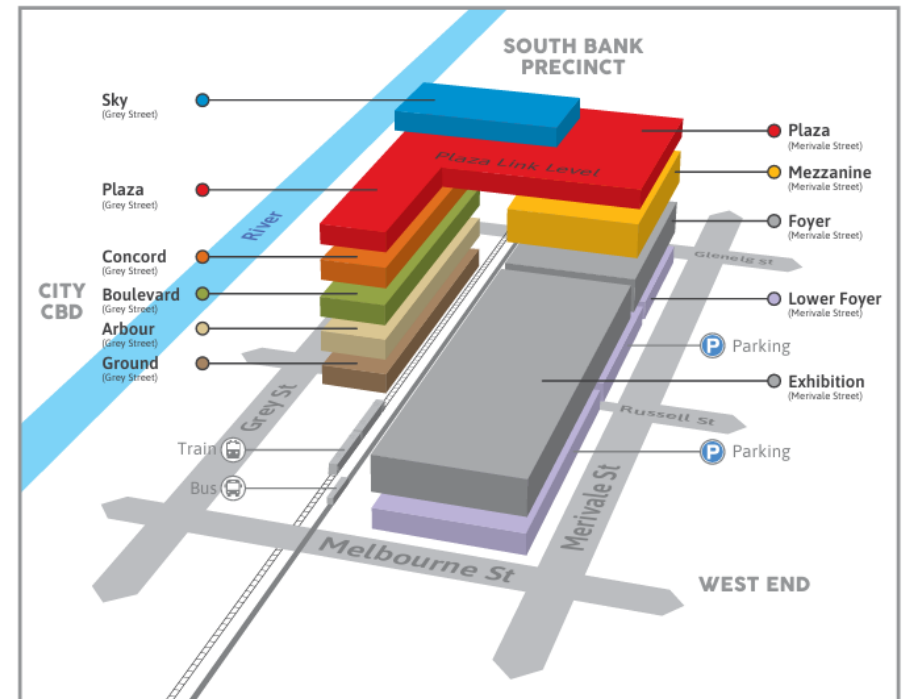 SOUTH BANK
PRECINCT
Sky
(Grey Street)
Plaza
(Merivale Street)
Plaza Link Level
Mezzanine
(Merivale Street)
Plaza
(Grey Street)
Foyer
(Merivale Street)
River
Glenelg St
Concord
(Grey Street)
CITY
CBD
Boulevard
(Grey Street)
Lower Foyer
(Merivale Street)
Arbour
(Grey Street)
P Parking
Ground
(Grey Street)
Exhibition
(Merivale Street)
Grey St
Russell St
Train
P Parking
Bus
Merivale St
Melbourne St
WEST END